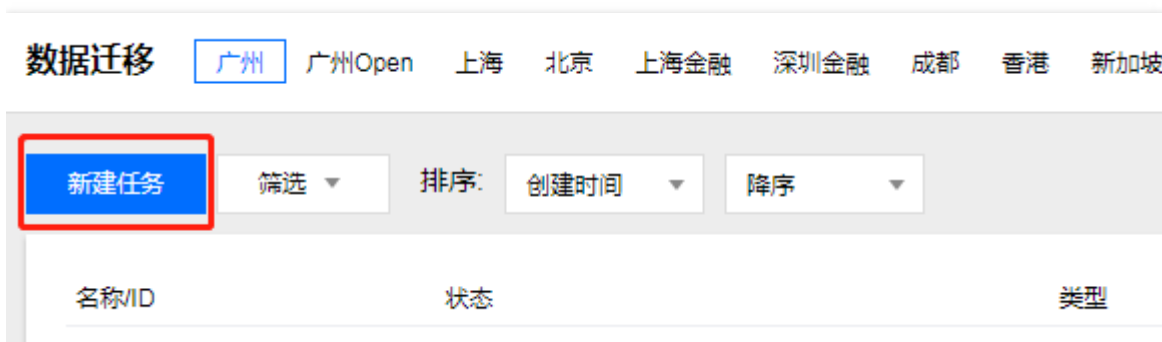 数据迁移 广州 广州Open 上海 北京 上海金融 深圳金融 成都 香港 新加坡
新建任务 筛选 排序: 创建时间 降序
名称/ID 状态 类型